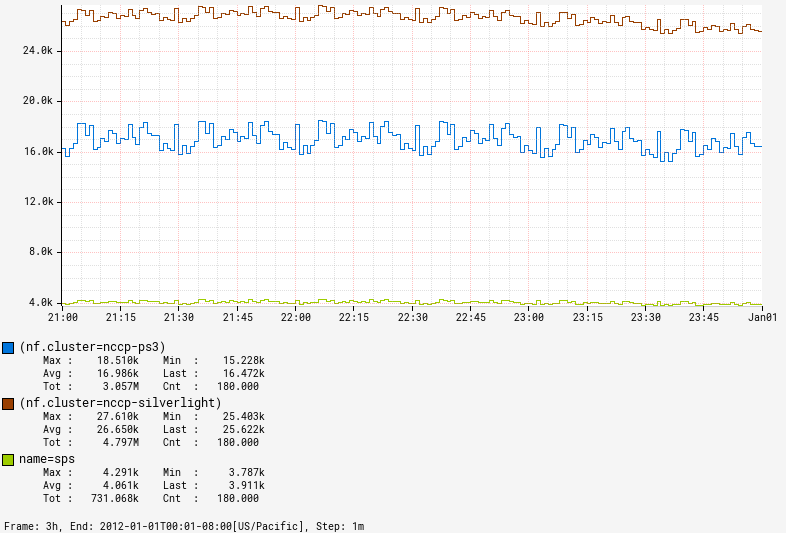 24.0k
20.0k
16.0k
12.0k
8.0k
4.0k
21:00 21:15 21:30 21:45 22:00 22:15 22:30 22:45 23:00 23:15 23:30 23:45 Jan01
(nf.cluster=nccp-ps3)
Max : 18.510k Min : 15.228k
Avg : 16.986k Last : 16.472k
Tot : 3.057M Cnt : 180.000
(nf.cluster=nccp-silverlight)
Max : 27.610k Min : 25.403k
Avg : 26.650k Last : 25.622k
Tot : 4.797M Cnt : 180.000
name=sps
Max : 4.291k Min : 3.787k
Avg : 4.061k Last : 3.911k
Tot : 731.068k Cnt : 180.000
Frame: 3h, End: 2012-01-01T00:01-08:00[US/Pacific], Step: 1m